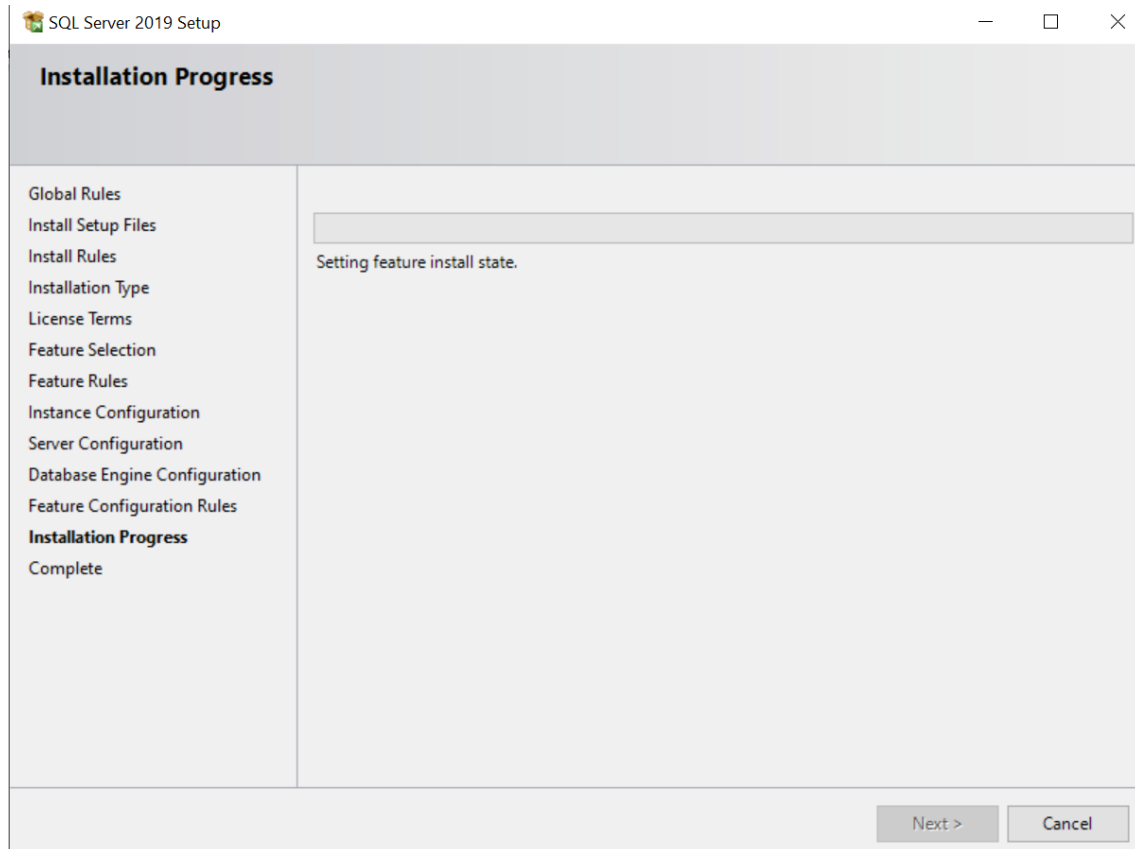 SQL Server 2019 Setup
Installation Progress
Global Rules
Install Setup Files
Install Rules
Installation Type
License Terms
Feature Selection
Feature Rules
Instance Configuration
Server Configuration
Database Engine Configuration
Feature Configuration Rules
Installation Progress
Complete
Setting feature install state.
Next >
Cancel